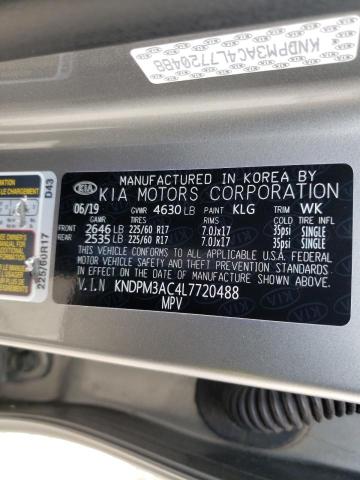 KNDPM3AC4L7720488
MANUFACTURED IN KOREA BY
KIA KIA MOTORS CORPORATION
06/19 GVWR 4630 LB PAINT KLG TRIM WK
GAWR TIRES RIMS
FRONT 2646 LB 225/60 R17 7.0Jx17 35psi SINGLE
REAR 2535 LB 225/60 R17 7.0Jx17 35psi SINGLE
THIS VEHICLE CONFORMS TO ALL APPLICABLE U.S.A. FEDERAL
MOTOR VEHICLE SAFETY AND THEFT PREVENTION STANDARDS
IN EFFECT ON THE DATE OF MANUFACTURE SHOWN ABOVE.
V.I.N KNDPM3AC4L7720488
MPV
D43
225/60R17